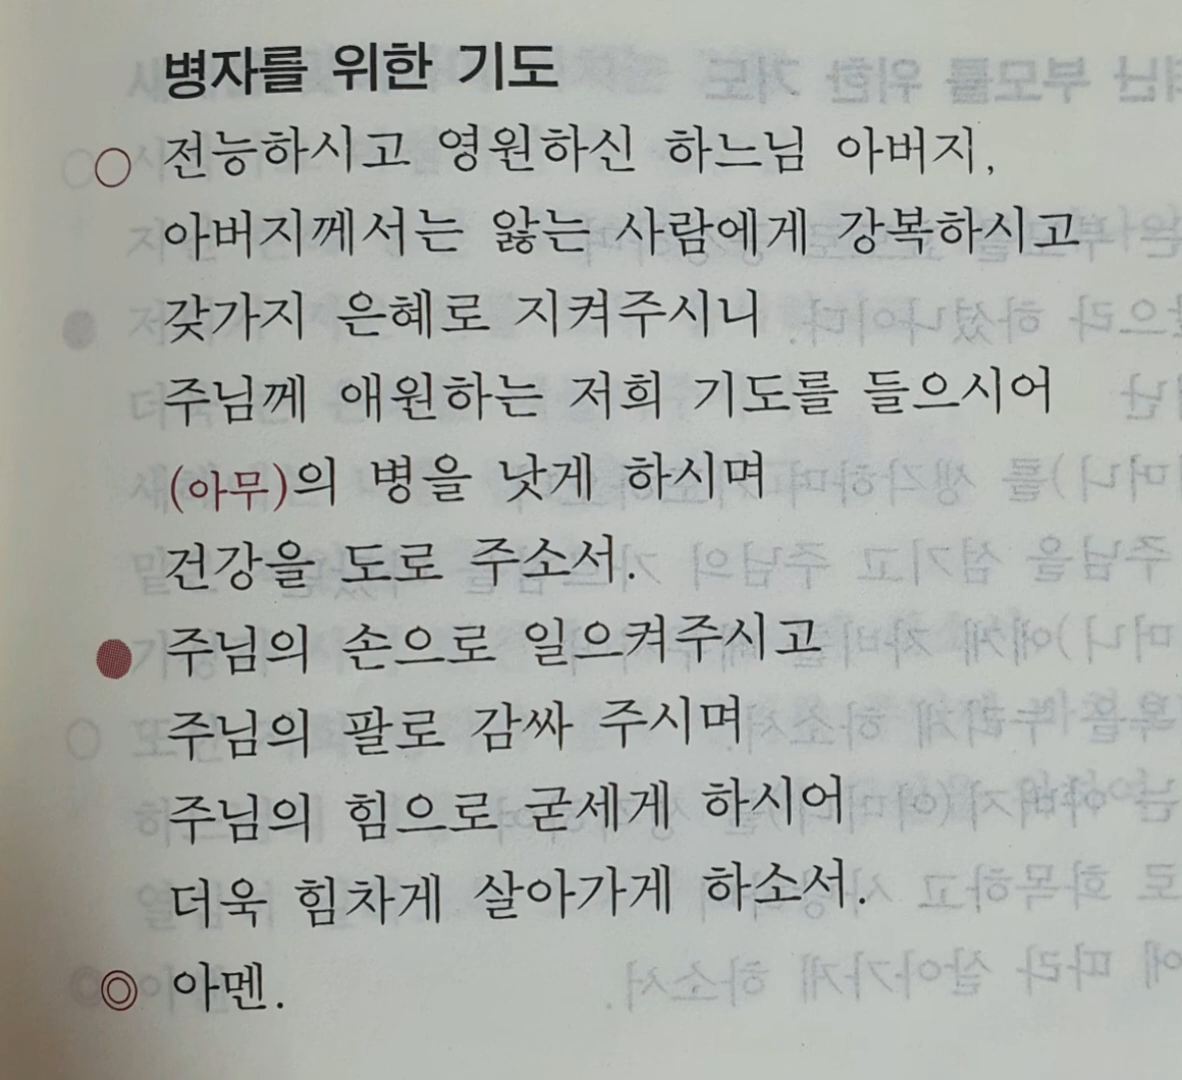 병자를 위한 기도
○ 전능하시고 영원하신 하느님 아버지,
아버지께서는 앓는 사람에게 강복하시고
갖가지 은혜로 지켜주시니
주님께 애원하는 저희 기도를 들으시어
(아무)의 병을 낫게 하시며
건강을 도로 주소서.
● 주님의 손으로 일으켜주시고
주님의 팔로 감싸 주시며
주님의 힘으로 굳세게 하시어
더욱 힘차게 살아가게 하소서.
◎ 아멘.